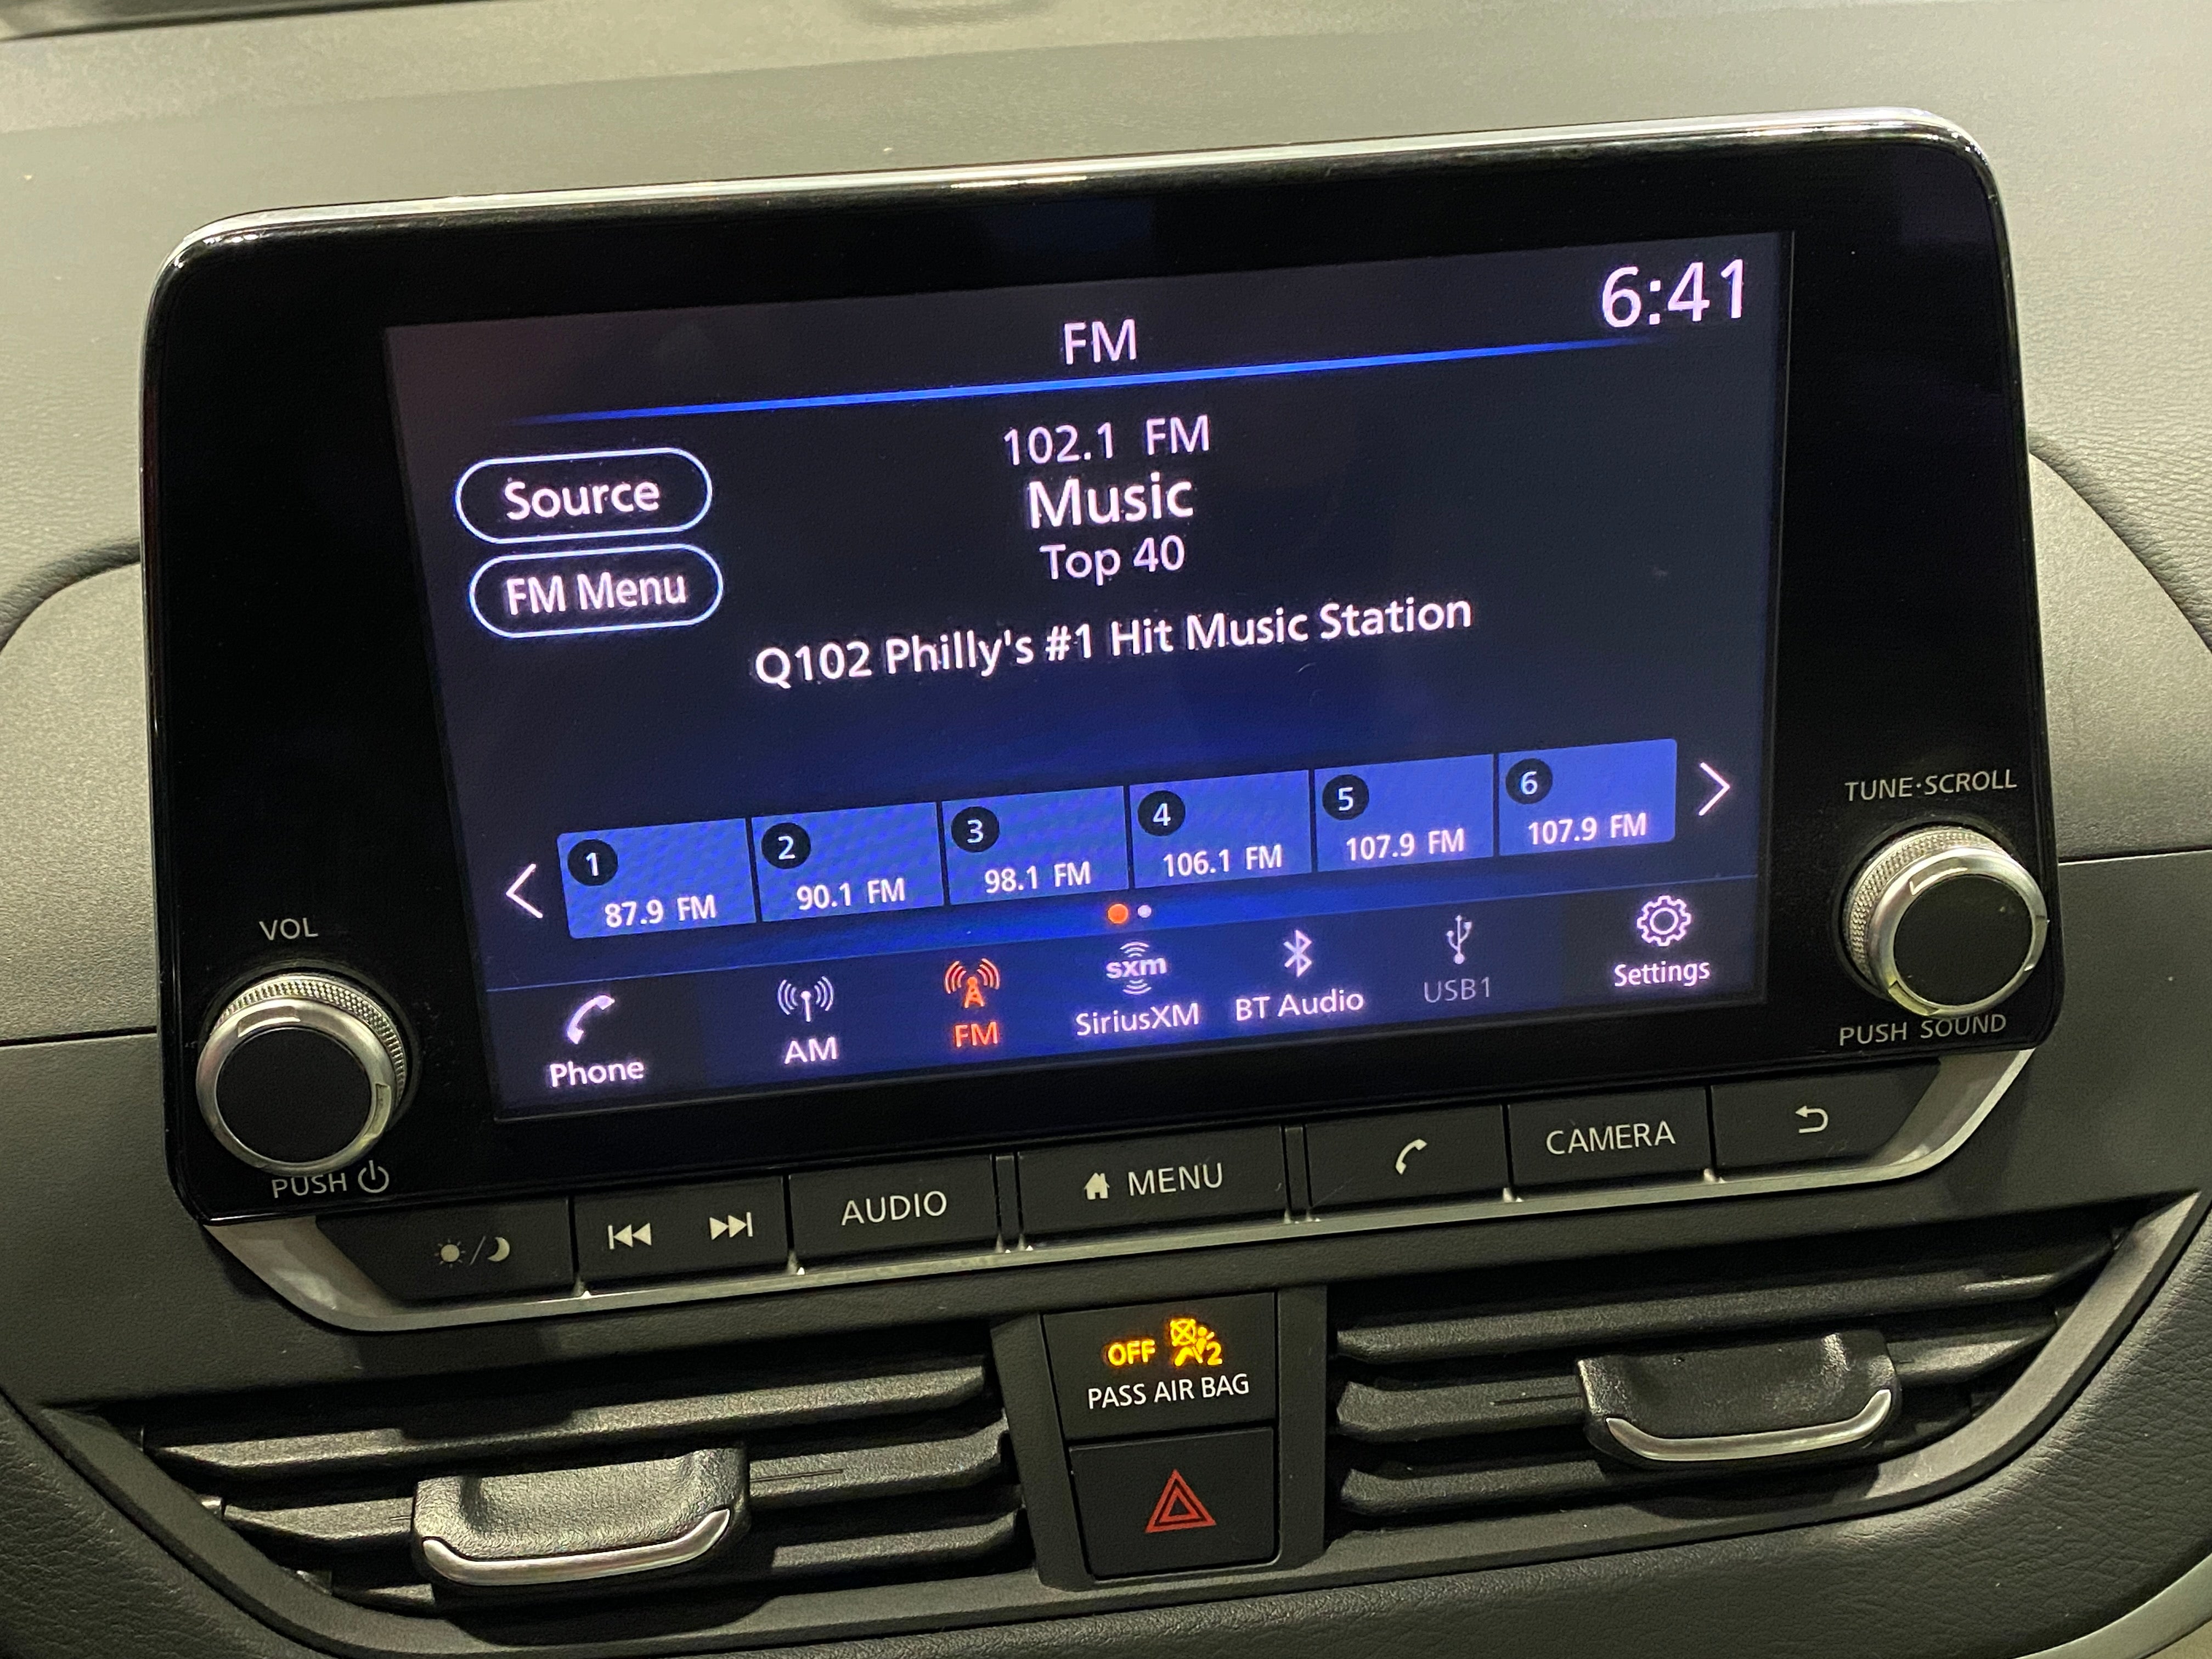 6:41
FM
102.1 FM
Music
Top 40
Q102 Philly's #1 Hit Music Station
Source
FM Menu
1
87.9 FM
2
90.1 FM
3
98.1 FM
4
106.1 FM
5
107.9 FM
6
107.9 FM
Phone
AM
FM
sxm
SiriusXM
BT Audio
USB1
Settings
VOL
PUSH
TUNE·SCROLL
PUSH SOUND
AUDIO
MENU
CAMERA
OFF 2
PASS AIR BAG